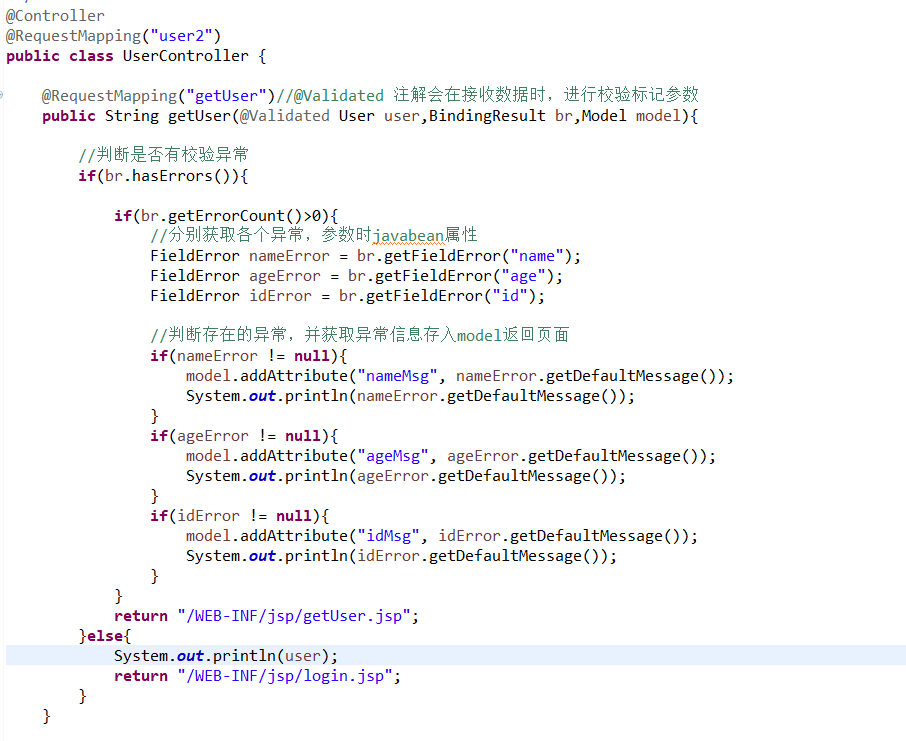 @Controller
@RequestMapping("user2")
public class UserController {
@RequestMapping("getUser")//@Validated 注解会在接收数据时，进行校验标记参数
public String getUser(@Validated User user,BindingResult br,Model model){
//判断是否有校验异常
if(br.hasErrors()){
if(br.getErrorCount()>0){
//分别获取各个异常，参数时javabean属性
FieldError nameError = br.getFieldError("name");
FieldError ageError = br.getFieldError("age");
FieldError idError = br.getFieldError("id");
//判断存在的异常，并获取异常信息存入model返回页面
if(nameError != null){
model.addAttribute("nameMsg", nameError.getDefaultMessage());
System.out.println(nameError.getDefaultMessage());
}
if(ageError != null){
model.addAttribute("ageMsg", ageError.getDefaultMessage());
System.out.println(ageError.getDefaultMessage());
}
if(idError != null){
model.addAttribute("idMsg", idError.getDefaultMessage());
System.out.println(idError.getDefaultMessage());
}
}
return "/WEB-INF/jsp/getUser.jsp";
}else{
System.out.println(user);
return "/WEB-INF/jsp/login.jsp";
}
}